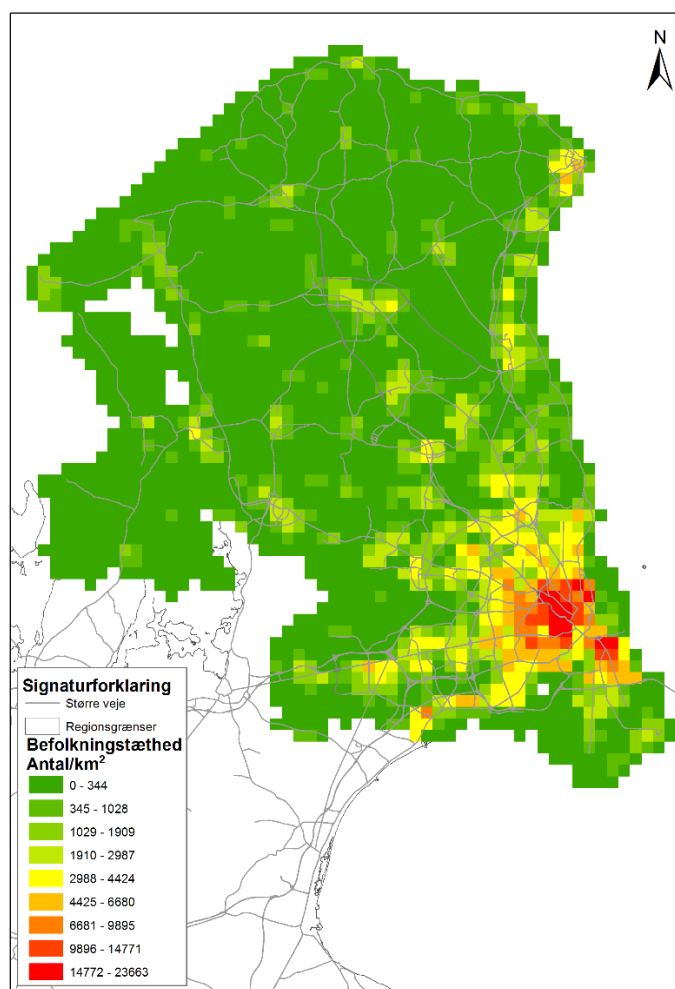 N
Signaturforklaring
Større veje
Regionsgrænser
Befolkningstæthed
Antal/km²
0 - 344
345 - 1028
1029 - 1909
1910 - 2987
2988 - 4424
4425 - 6680
6681 - 9895
9896 - 14771
14772 - 23663